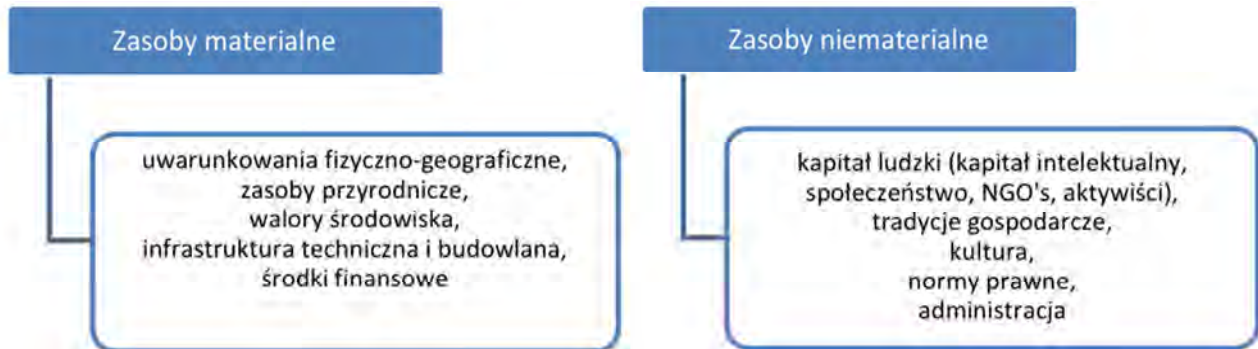 Zasoby materialne
uwarunkowania fizyczno-geograficzne,
zasoby przyrodnicze,
walory środowiska,
infrastruktura techniczna i budowlana,
środki finansowe
Zasoby niematerialne
kapitał ludzki (kapitał intelektualny,
społeczeństwo, NGO's, aktywiści),
tradycje gospodarcze,
kultura,
normy prawne,
administracja